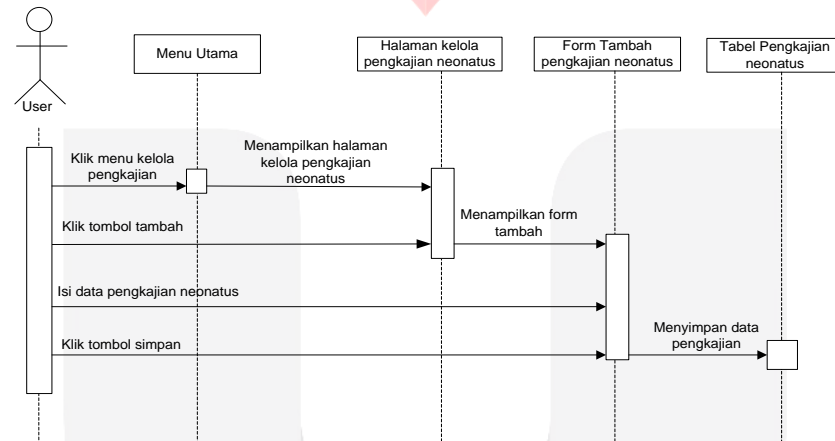 Menu Utama
Halaman kelola
pengkajian neonatus
Form Tambah
pengkajian neonatus
Tabel Pengkajian
neonatus
User
Klik menu kelola
pengkajian
Menampilkan halaman
kelola pengkajian
neonatus
Klik tombol tambah
Menampilkan form
tambah
Isi data pengkajian neonatus
Klik tombol simpan
Menyimpan data
pengkajian